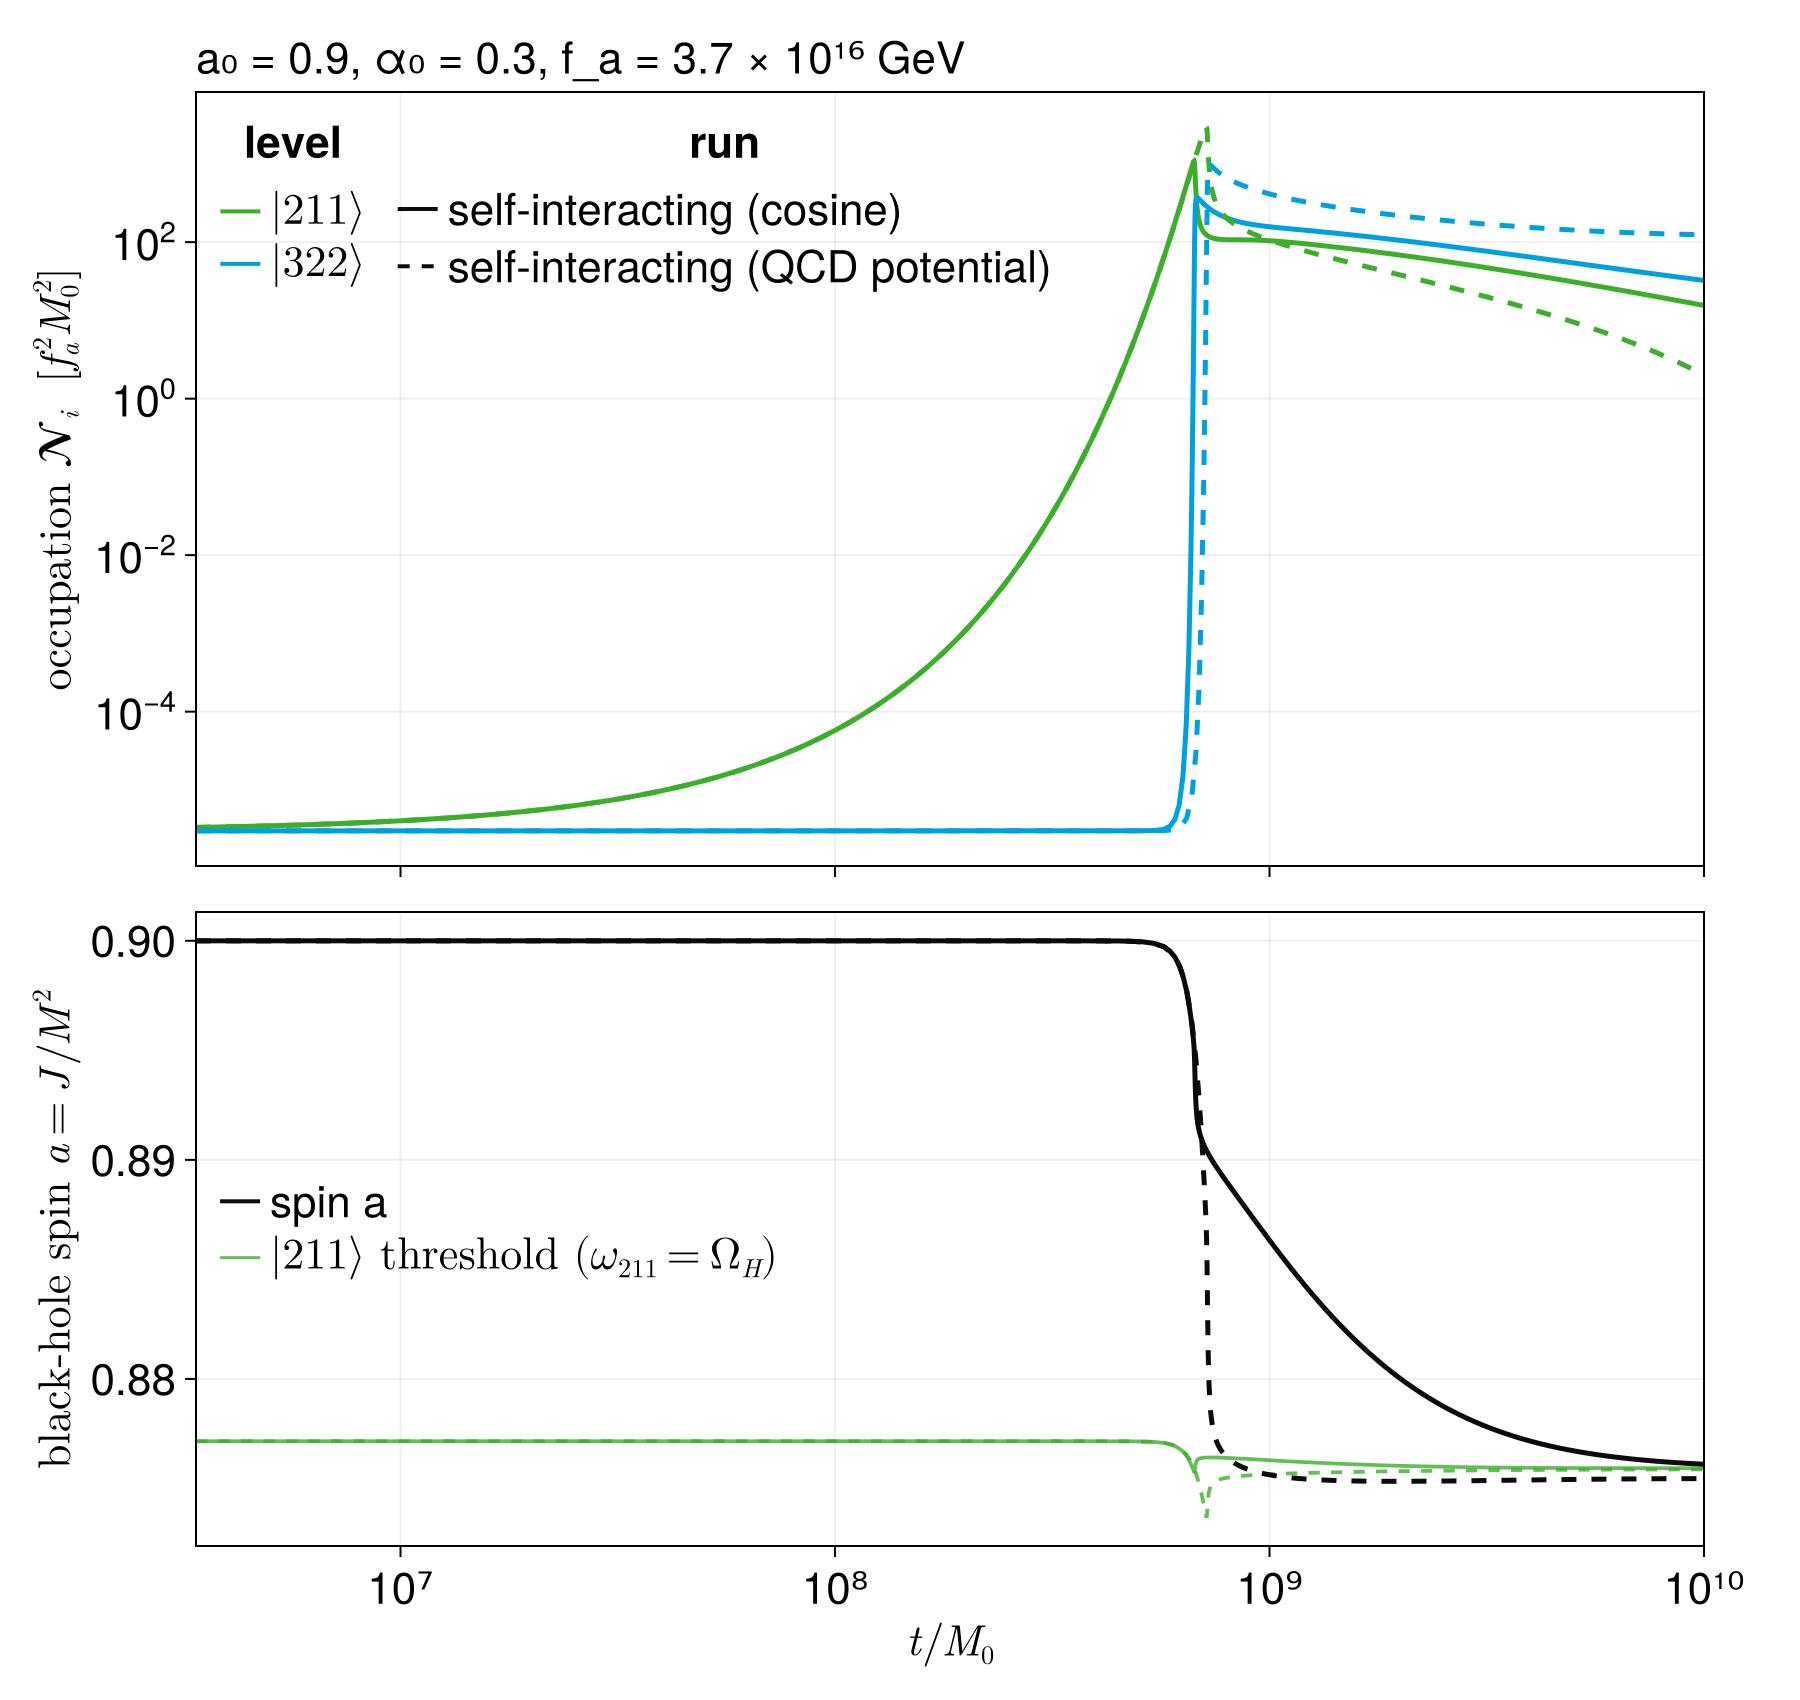 a₀ = 0.9, α₀ = 0.3, f_a = 3.7 × 10¹⁶ GeV
level
run
|211⟩
self-interacting (cosine)
|322⟩
self-interacting (QCD potential)
10²
10⁰
10⁻²
10⁻⁴
occupation 𝓝ᵢ [f_a² M_0²]
0.90
0.89
0.88
black-hole spin a = J/M²
spin a
|211⟩ threshold (ω₂₁₁ = Ω_H)
10⁷
10⁸
10⁹
10¹⁰
t/M₀